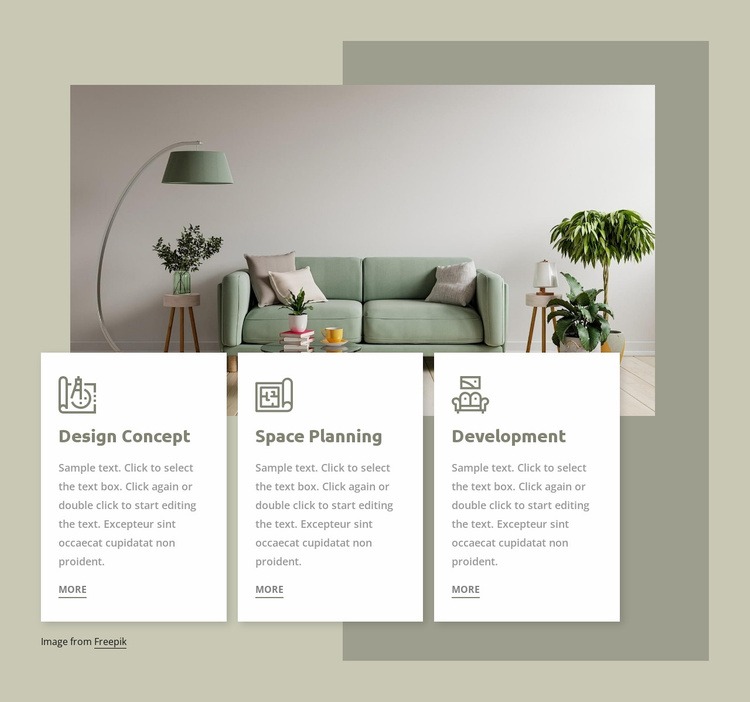 Design Concept
Sample text. Click to select
the text box. Click again or
double click to start editing
the text. Excepteur sint
occaecat cupidatat non
proident.
MORE
Space Planning
Sample text. Click to select
the text box. Click again or
double click to start editing
the text. Excepteur sint
occaecat cupidatat non
proident.
MORE
Development
Sample text. Click to select
the text box. Click again or
double click to start editing
the text. Excepteur sint
occaecat cupidatat non
proident.
MORE
Image from Freepik